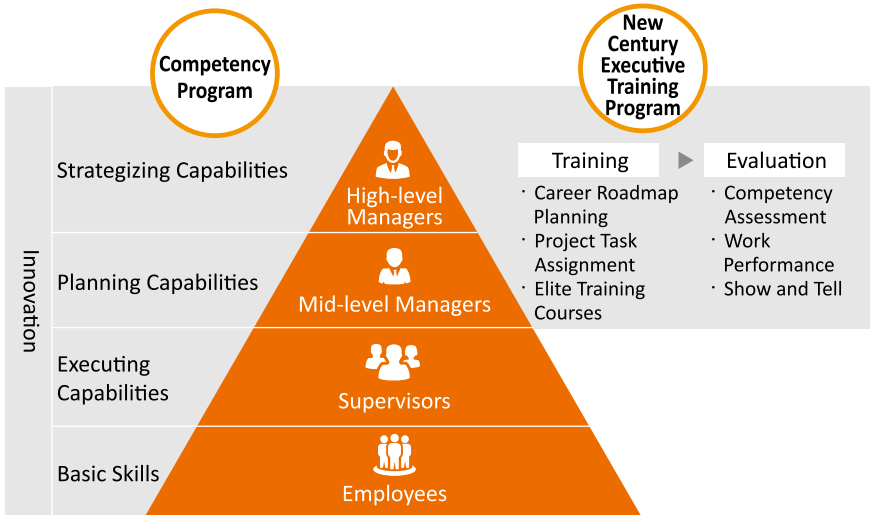 Competency
Program
New
Century
Executive
Training
Program
Innovation
Strategizing Capabilities
High-level
Managers
Planning Capabilities
Mid-level Managers
Executing
Capabilities
Supervisors
Basic Skills
Employees
Training
· Career Roadmap
Planning
· Project Task
Assignment
· Elite Training
Courses
Evaluation
· Competency
Assessment
· Work
Performance
· Show and Tell